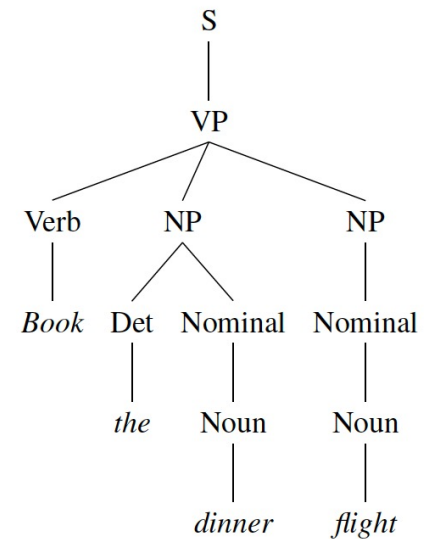 S
VP
Verb NP NP
Book Det Nominal Nominal
the Noun Noun
dinner flight